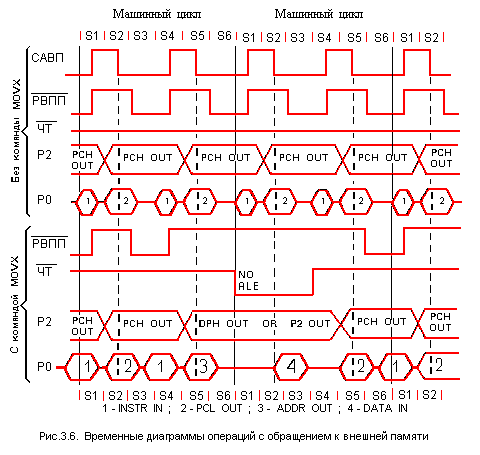 Машинный цикл Машинный цикл
S1 S2 S3 S4 S5 S6 S1 S2 S3 S4 S5 S6 S1 S2
САВП
РВПП
ЧТ
P2 PCH OUT PCH OUT PCH OUT PCH OUT PCH OUT PCH OUT
P0 1 2 1 2 1 2 1 2 1 2
Без команды MOVX
РВПП
ЧТ NO ALE
P2 PCH OUT PCH OUT DPH OUT OR P2 OUT PCH OUT PCH OUT
P0 1 2 1 3 4 2 1 2
С командой MOVX
S1 S2 S3 S4 S5 S6 S1 S2 S3 S4 S5 S6 S1 S2
1 - INSTR IN ; 2 - PCL OUT ; 3 - ADDR OUT ; 4 - DATA IN
Рис.3.6. Временные диаграммы операций с обращением к внешней памяти